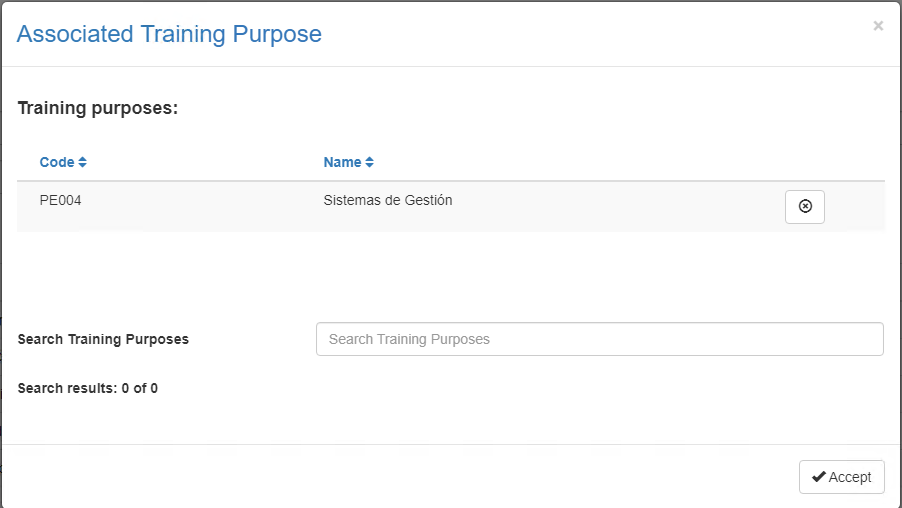 Associated Training Purpose
×
Training purposes:
Code Name
PE004 Sistemas de Gestión
Search Training Purposes Search Training Purposes
Search results: 0 of 0
Accept